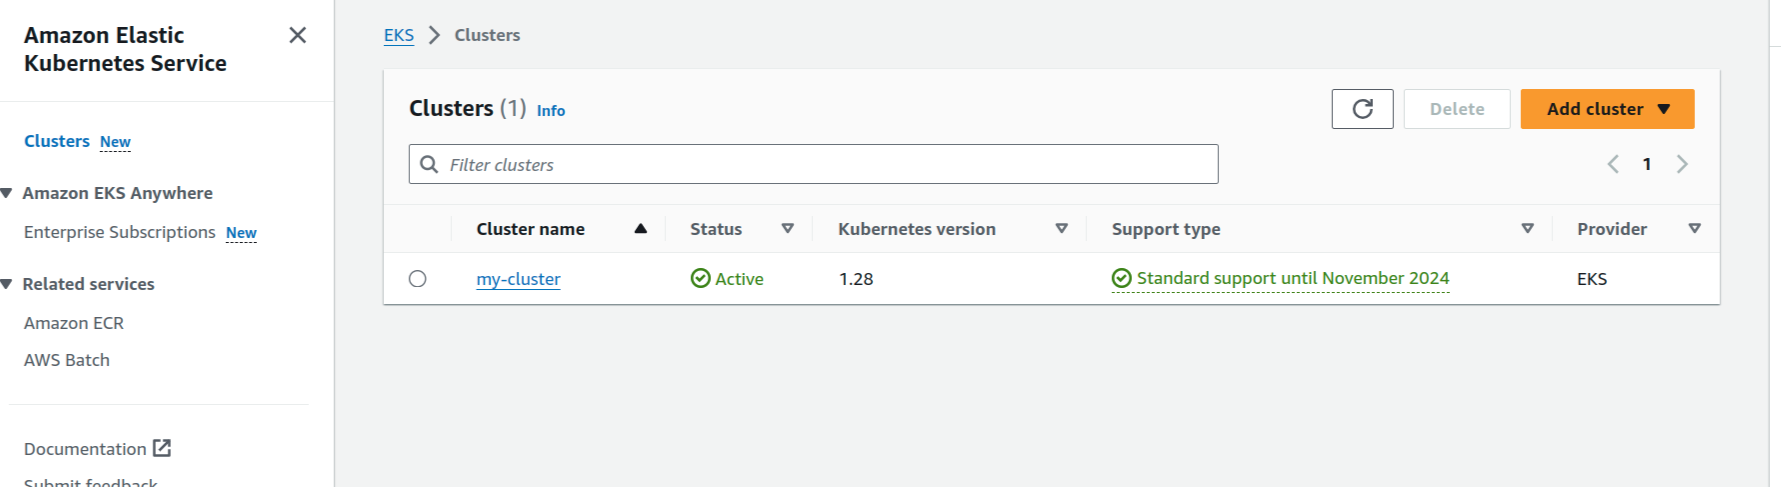 Amazon Elastic
Kubernetes Service
Clusters New
Amazon EKS Anywhere
Enterprise Subscriptions New
Related services
Amazon ECR
AWS Batch
Documentation
Submit feedback
EKS Clusters
Clusters (1) Info
Delete
Add cluster
Filter clusters
1
Cluster name Status Kubernetes version Support type Provider
my-cluster Active 1.28 Standard support until November 2024 EKS